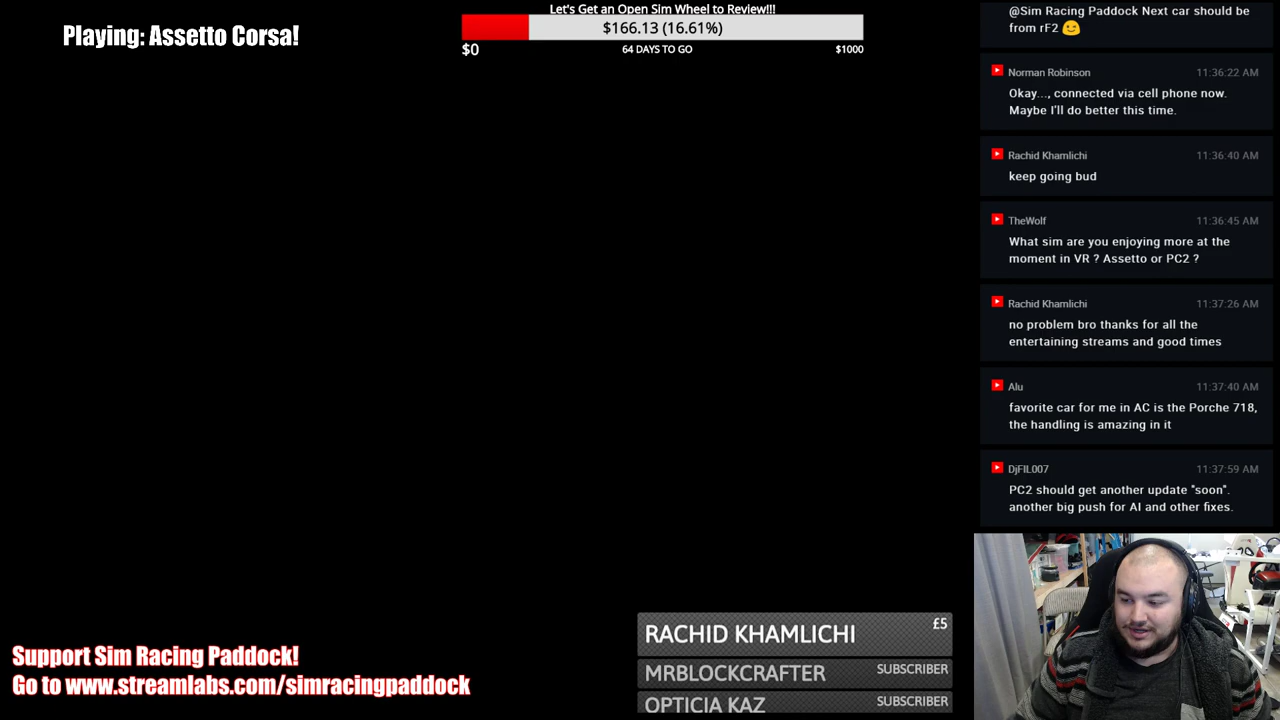 Playing: Assetto Corsa!
Let's Get an Open Sim Wheel to Review!!!
$166.13 (16.61%)
$0
64 DAYS TO GO
$1000
@Sim Racing Paddock Next car should be
from rF2 😉
Norman Robinson 11:36:22 AM
Okay..., connected via cell phone now.
Maybe I'll do better this time.
Rachid Khamlichi 11:36:40 AM
keep going bud
TheWolf 11:36:45 AM
What sim are you enjoying more at the
moment in VR ? Assetto or PC2 ?
Rachid Khamlichi 11:37:26 AM
no problem bro thanks for all the
entertaining streams and good times
Alu 11:37:40 AM
favorite car for me in AC is the Porche 718,
the handling is amazing in it
DjFIL007 11:37:59 AM
PC2 should get another update "soon".
another big push for AI and other fixes.
RACHID KHAMLICHI £5
MRBLOCKCRAFTER SUBSCRIBER
OPTICIA KAZ SUBSCRIBER
Support Sim Racing Paddock!
Go to www.streamlabs.com/simracingpaddock